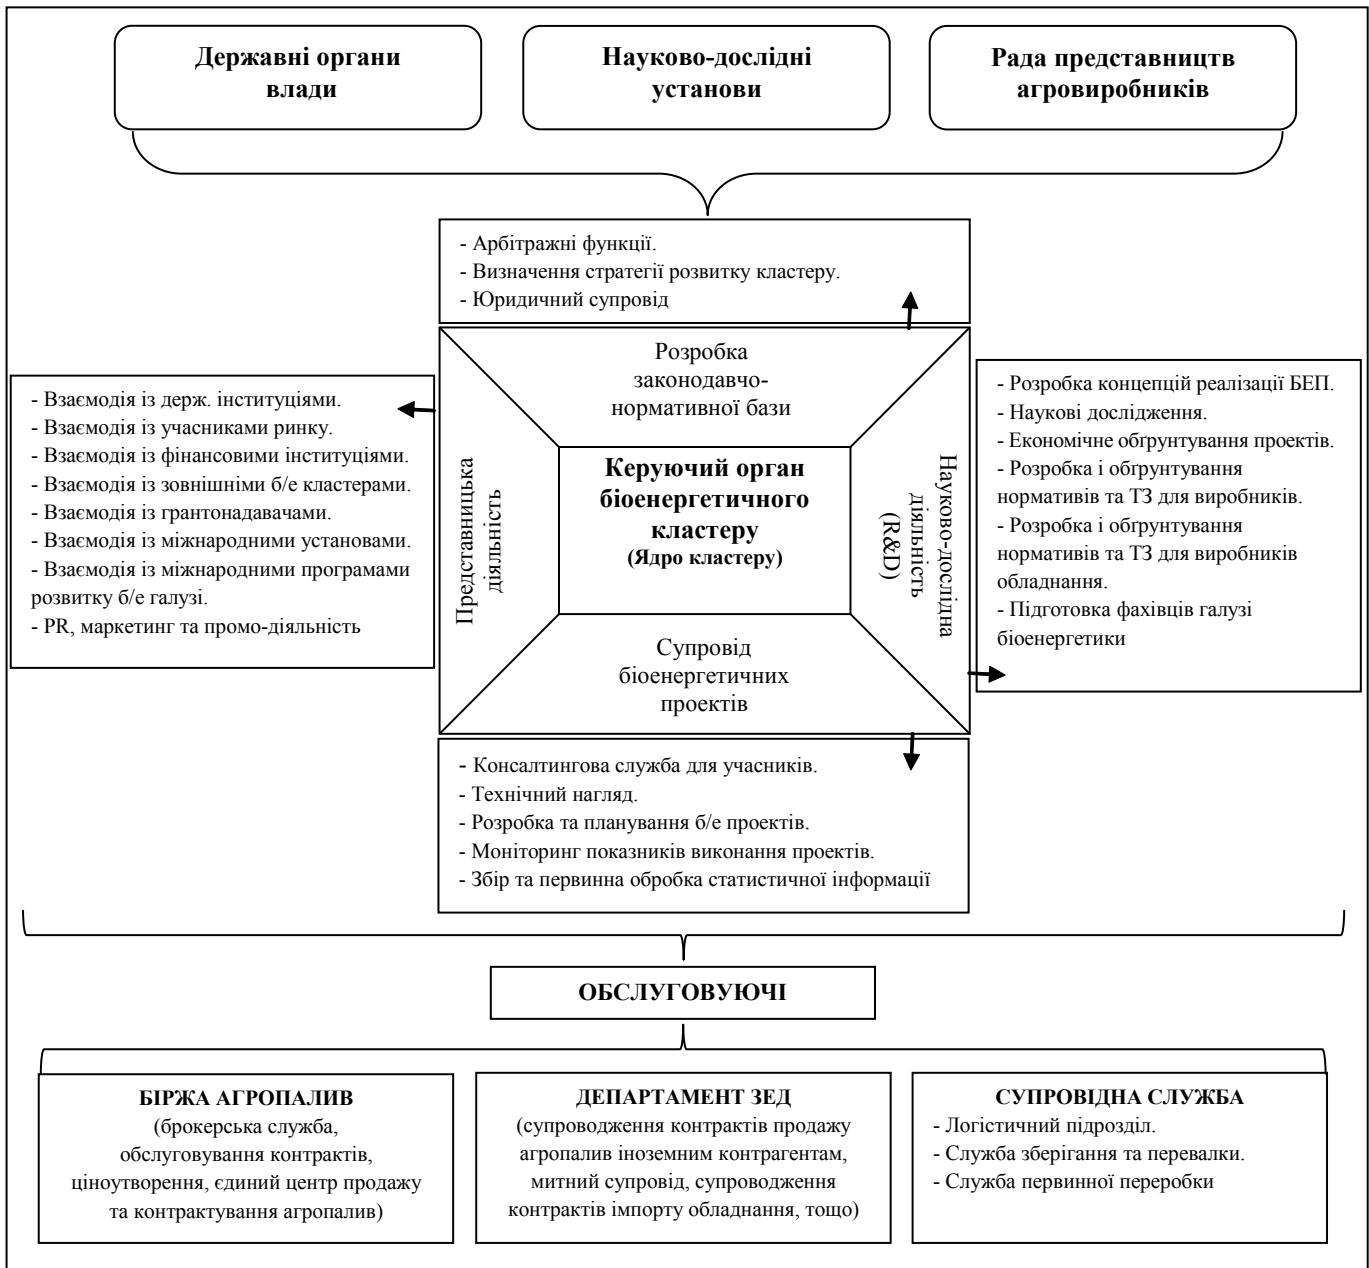 Державні органи
влади
Науково-дослідні
установи
Рада представництв
агровиробників
- Арбітражні функції.
- Визначення стратегії розвитку кластеру.
- Юридичний супровід
Розробка
законодавчо-
нормативної бази
- Взаємодія із держ. інституціями.
- Взаємодія із учасниками ринку.
- Взаємодія із фінансовими інституціями.
- Взаємодія із зовнішніми б/е кластерами.
- Взаємодія із грантонадавачами.
- Взаємодія із міжнародними установами.
- Взаємодія із міжнародними програмами
розвитку б/е галузі.
- PR, маркетинг та промо-діяльність
Представницька
діяльність
Керуючий орган
біоенергетичного
кластеру
(Ядро кластеру)
Науково-дослідна
діяльність
(R&D)
- Розробка концепцій реалізації БЕП.
- Наукові дослідження.
- Економічне обґрунтування проектів.
- Розробка і обґрунтування
нормативів та ТЗ для виробників.
- Розробка і обґрунтування
нормативів та ТЗ для виробників
обладнання.
- Підготовка фахівців галузі
біоенергетики
Супровід
біоенергетичних
проектів
- Консалтингова служба для учасників.
- Технічний нагляд.
- Розробка та планування б/е проектів.
- Моніторинг показників виконання проектів.
- Збір та первинна обробка статистичної інформації
ОБСЛУГОВУЮЧІ
БІРЖА АГРОПАЛИВ
(брокерська служба,
обслуговування контрактів,
ціноутворення, єдиний центр продажу
та контрактування агропалив)
ДЕПАРТАМЕНТ ЗЕД
(супроводження контрактів продажу
агропалив іноземним контрагентам,
митний супровід, супроводження
контрактів імпорту обладнання, тощо)
СУПРОВІДНА СЛУЖБА
- Логістичний підрозділ.
- Служба зберігання та перевалки.
- Служба первинної переробки